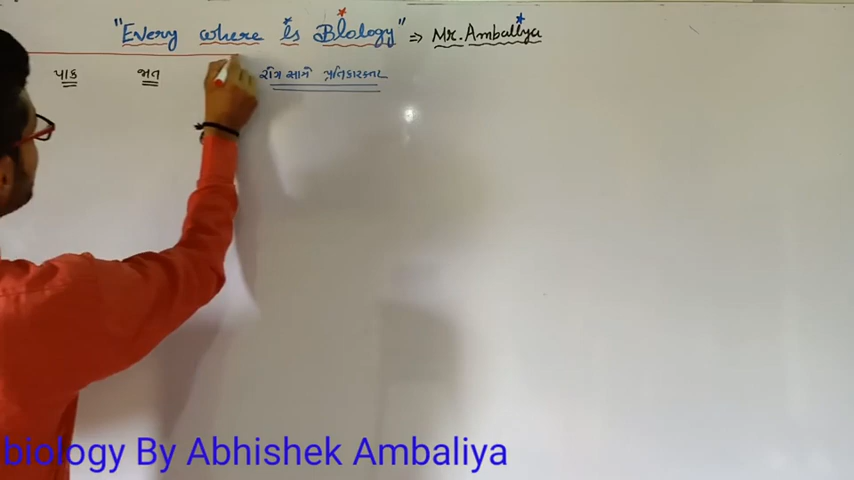 "Every where is Biology" ⇒ Mr. Ambaliya
પાક જાત રોગ સામે પ્રતિકારકતા
biology By Abhishek Ambaliya